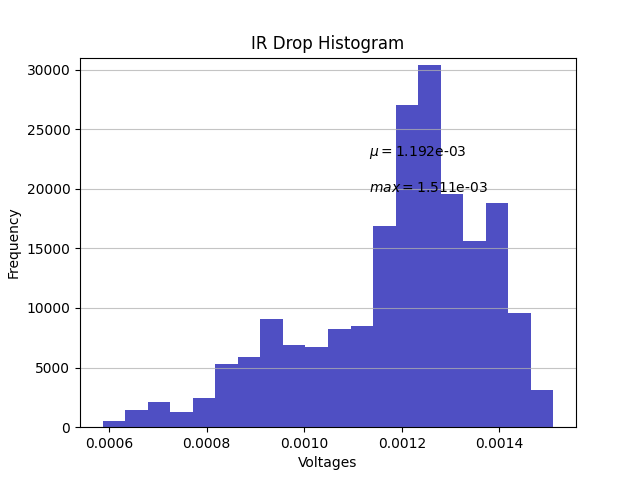 IR Drop Histogram
30000
25000
20000
15000
10000
5000
0
Frequency
μ = 1.192e-03
max = 1.511e-03
0.0006 0.0008 0.0010 0.0012 0.0014
Voltages